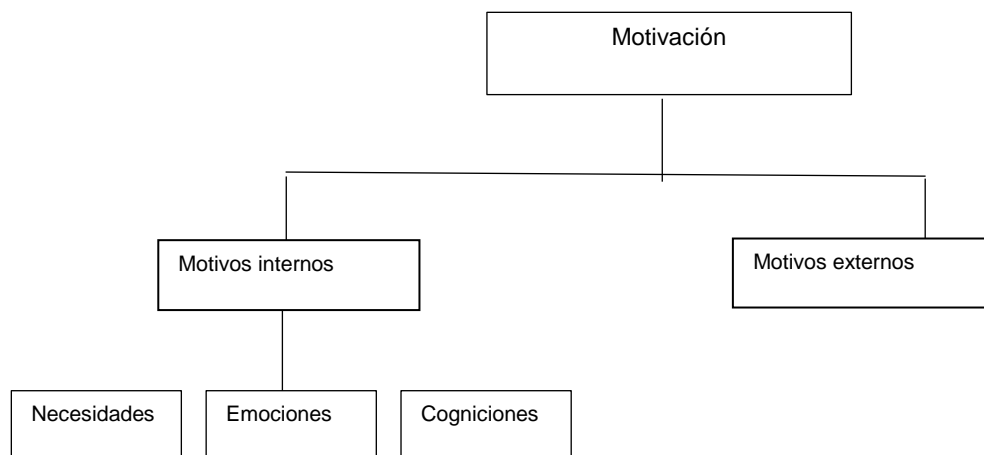 Motivación
Motivos internos
Motivos externos
Necesidades
Emociones
Cogniciones